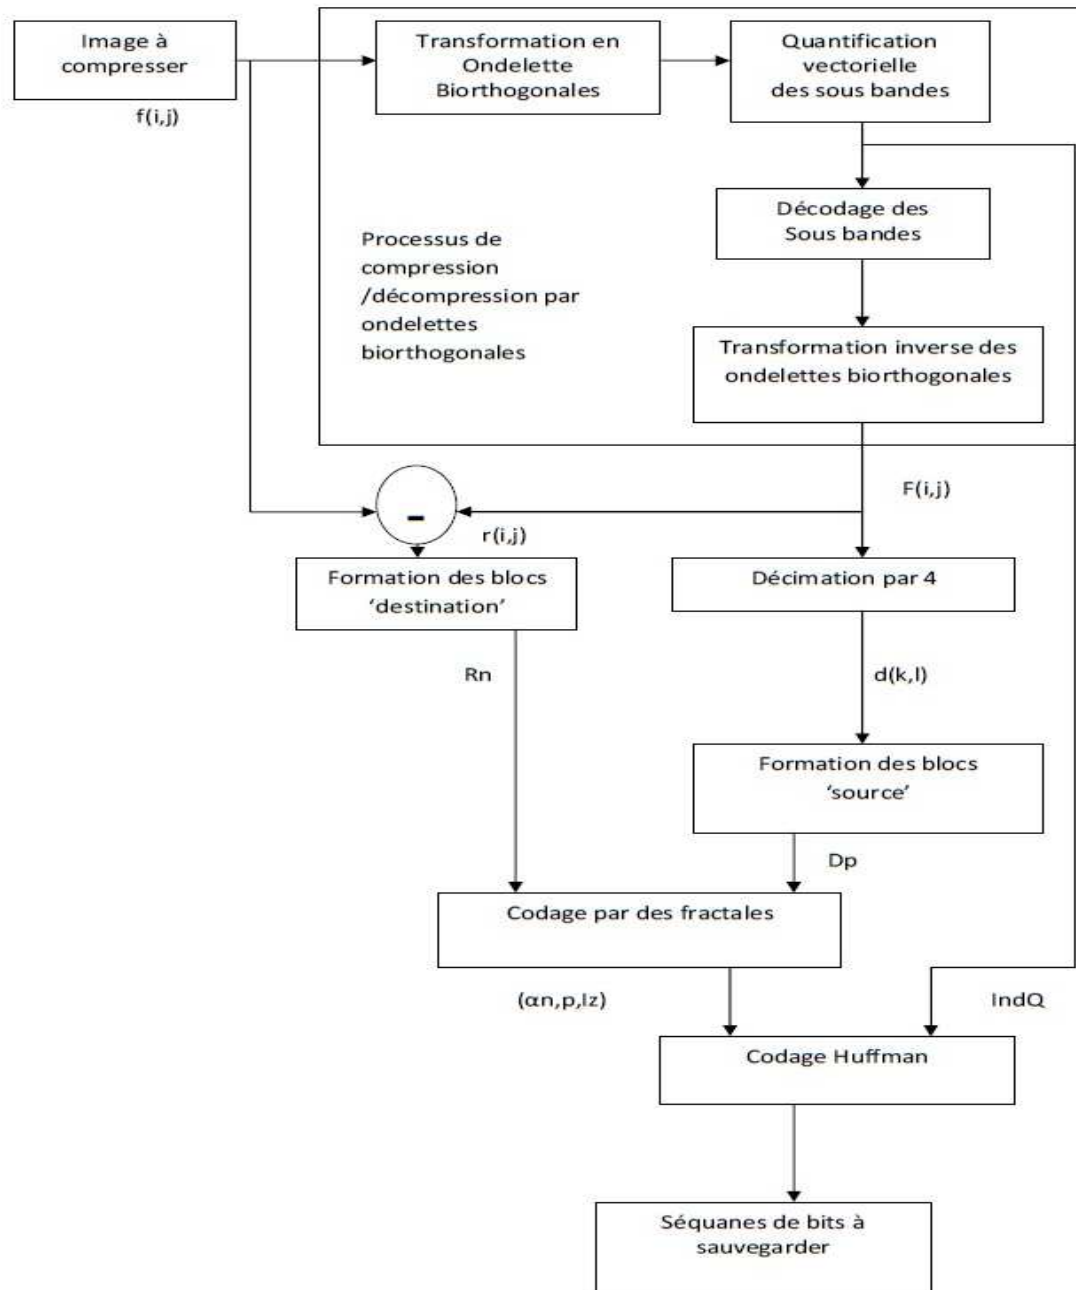 Image à
compresser
Transformation en
Ondelette
Biorthogonales
Quantification
vectorielle
des sous bandes
f(i,j)
Décodage des
Sous bandes
Processus de
compression
/décompression par
ondelettes
biorthogonales
Transformation inverse des
ondelettes biorthogonales
F(i,j)
-
r(i,j)
Formation des blocs
‘destination’
Décimation par 4
Rn
d(k,l)
Formation des blocs
‘source’
Dp
Codage par des fractales
(αn,p,Iz)
IndQ
Codage Huffman
Séquanes de bits à
sauvegarder